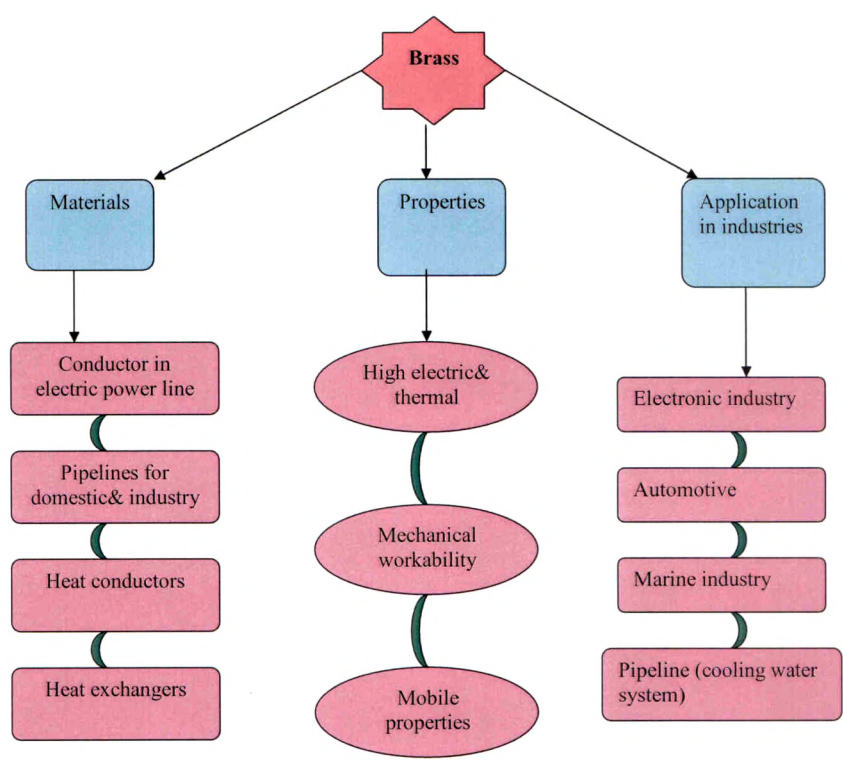 Brass
Materials
Properties
Application
in industries
Conductor in
electric power line
Pipelines for
domestic& industry
Heat conductors
Heat exchangers
High electric&
thermal
Mechanical
workability
Mobile
properties
Electronic industry
Automotive
Marine industry
Pipeline (cooling water
system)